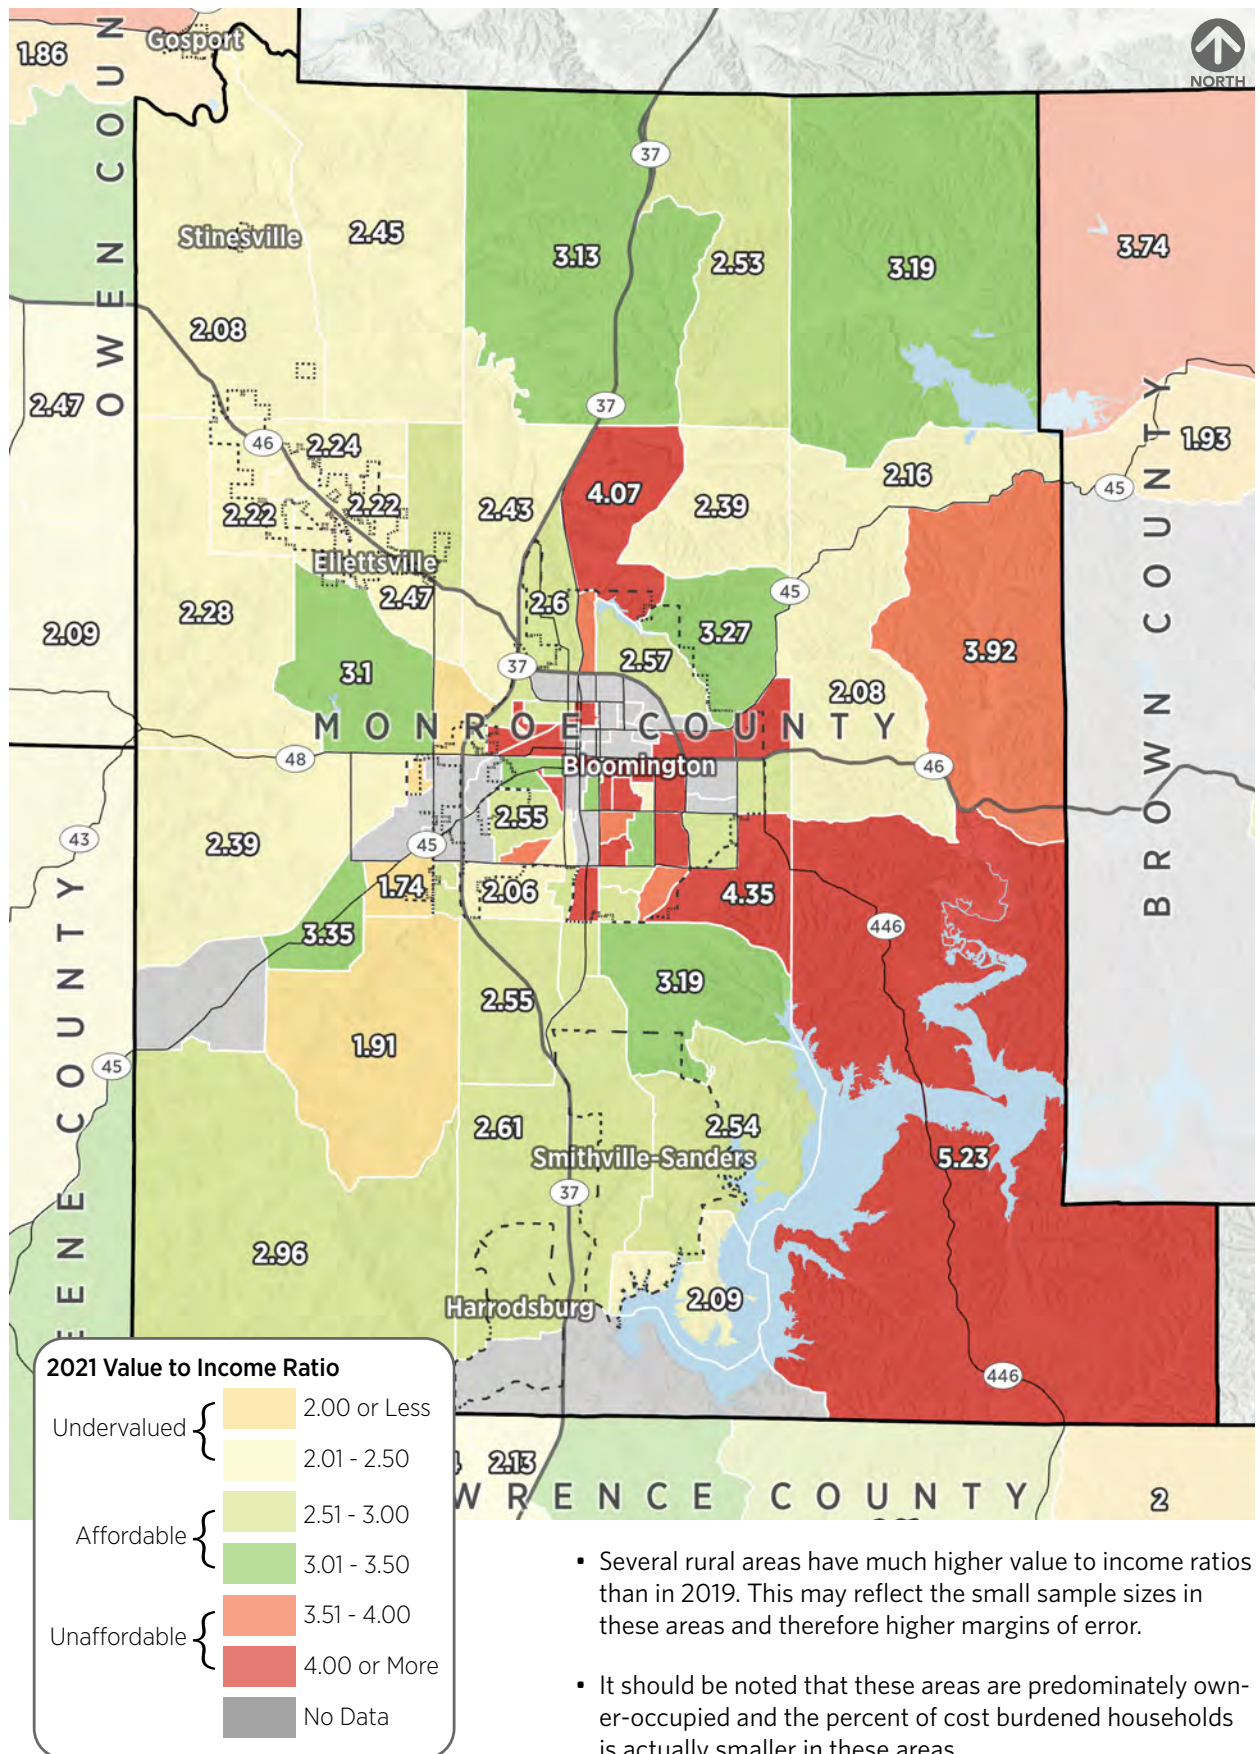 Gosport
1.86
NORTH
OWEN COUN
37
Stinesville
2.45
3.13
2.53
3.19
3.74
2.08
2.47
37
46
2.24
1.93
2.16
45
2.22
2.22
2.43
4.07
2.39
Ellettsville
2.47
2.6
45
2.28
2.09
3.27
3.92
2.57
3.1
37
2.08
MONROE COUNTY
BROWN COUNTY
48
Bloomington
46
2.55
43
2.39
45
1.74
2.06
4.35
446
3.35
3.19
2.55
1.91
45
2.61
2.54
Smithville-Sanders
5.23
37
2.96
2.09
Harrodsburg
446
EENE COUNTY
2.13
WRENCE COUNTY
2
2021 Value to Income Ratio
Undervalued
2.00 or Less
2.01 - 2.50
Affordable
2.51 - 3.00
3.01 - 3.50
Unaffordable
3.51 - 4.00
4.00 or More
No Data
• Several rural areas have much higher value to income ratios
than in 2019. This may reflect the small sample sizes in
these areas and therefore higher margins of error.
• It should be noted that these areas are predominately own-
er-occupied and the percent of cost burdened households
is actually smaller in these areas